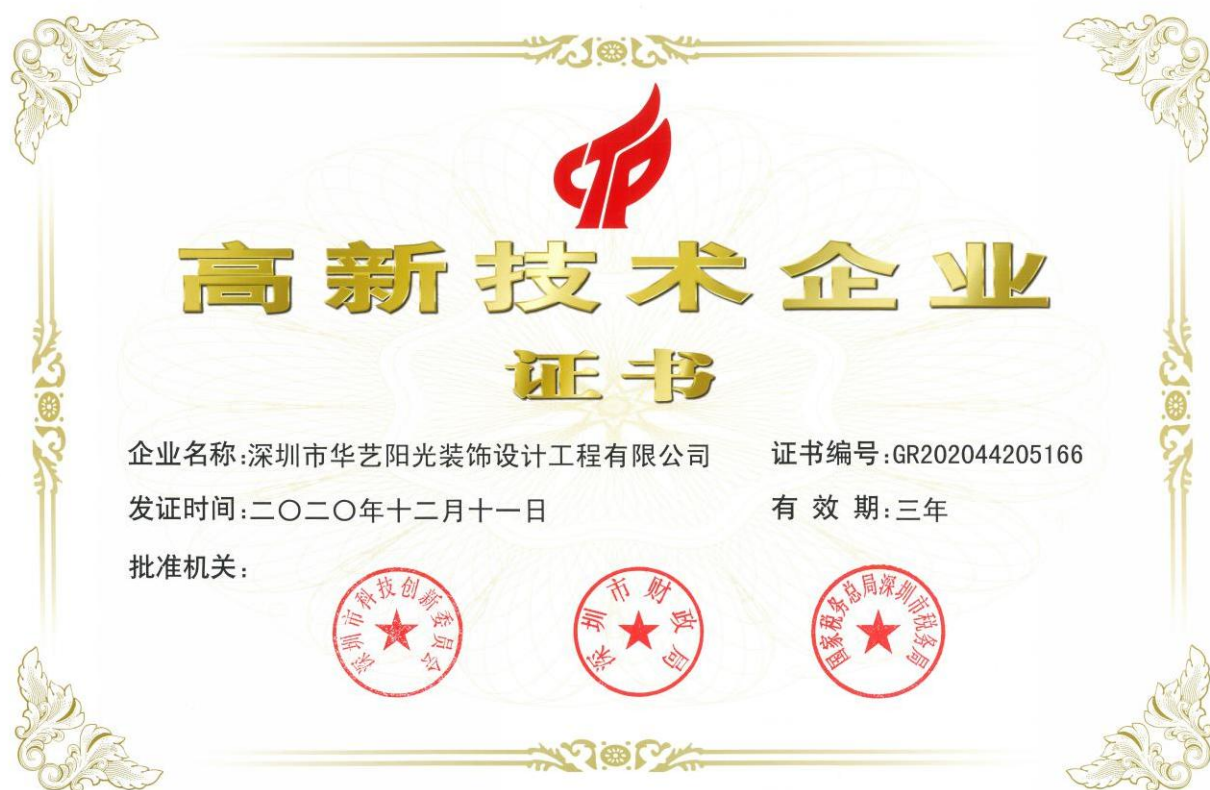 高新技术企业
证书
企业名称:深圳市华艺阳光装饰设计工程有限公司 证书编号:GR202044205166
发证时间:二〇二〇年十二月十一日 有 效 期:三年
批准机关:
深圳市科技创新委员会
深圳市财政局
国家税务总局深圳市税务局